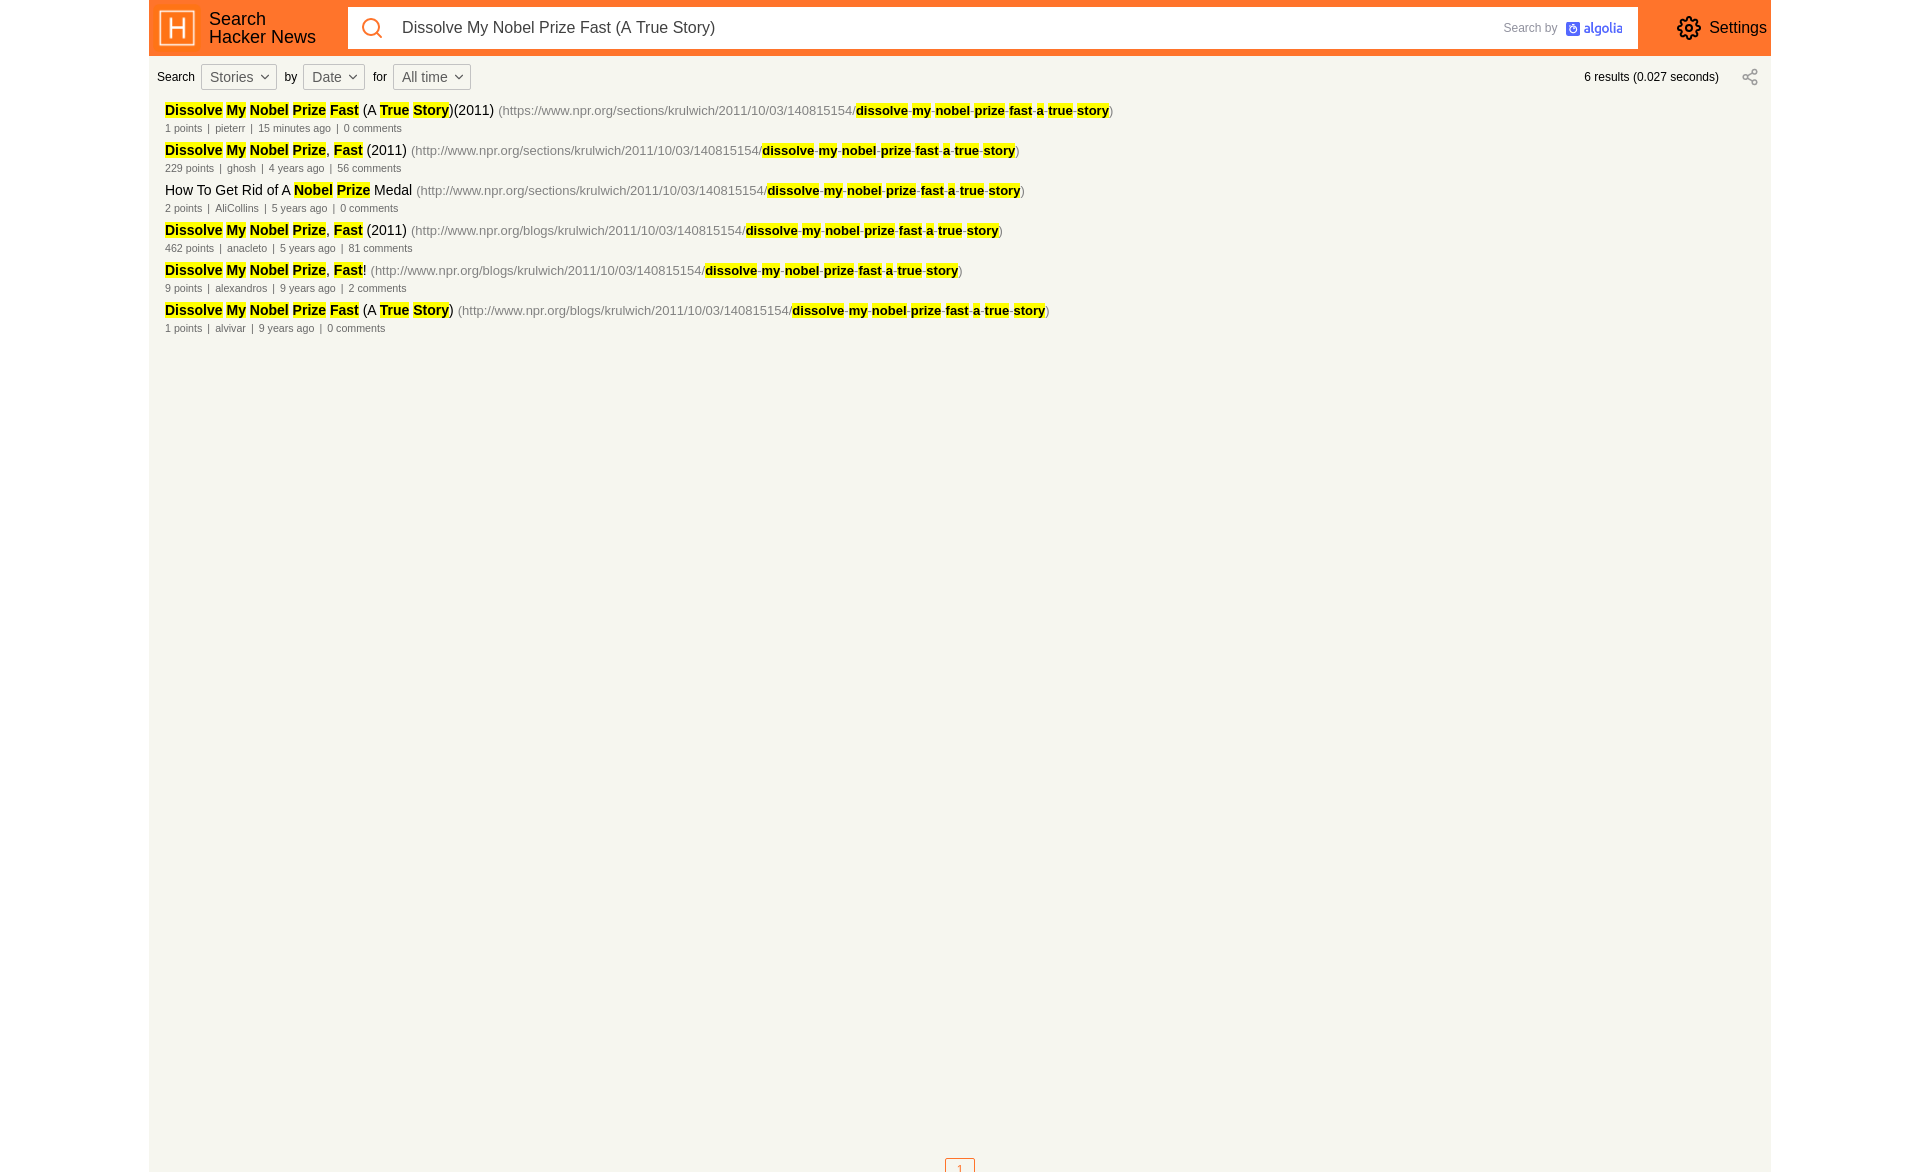 H
Search
Hacker News
Dissolve My Nobel Prize Fast (A True Story)
Search by algolia
Settings
Search Stories by Date for All time
6 results (0.027 seconds)
Dissolve My Nobel Prize Fast (A True Story)(2011) (https://www.npr.org/sections/krulwich/2011/10/03/140815154/dissolve-my-nobel-prize-fast-a-true-story)
1 points | pieterr | 15 minutes ago | 0 comments
Dissolve My Nobel Prize, Fast (2011) (http://www.npr.org/sections/krulwich/2011/10/03/140815154/dissolve-my-nobel-prize-fast-a-true-story)
229 points | ghosh | 4 years ago | 56 comments
How To Get Rid of A Nobel Prize Medal (http://www.npr.org/sections/krulwich/2011/10/03/140815154/dissolve-my-nobel-prize-fast-a-true-story)
2 points | AliCollins | 5 years ago | 0 comments
Dissolve My Nobel Prize, Fast (2011) (http://www.npr.org/blogs/krulwich/2011/10/03/140815154/dissolve-my-nobel-prize-fast-a-true-story)
462 points | anacleto | 5 years ago | 81 comments
Dissolve My Nobel Prize, Fast! (http://www.npr.org/blogs/krulwich/2011/10/03/140815154/dissolve-my-nobel-prize-fast-a-true-story)
9 points | alexandros | 9 years ago | 2 comments
Dissolve My Nobel Prize Fast (A True Story) (http://www.npr.org/blogs/krulwich/2011/10/03/140815154/dissolve-my-nobel-prize-fast-a-true-story)
1 points | alvivar | 9 years ago | 0 comments
1